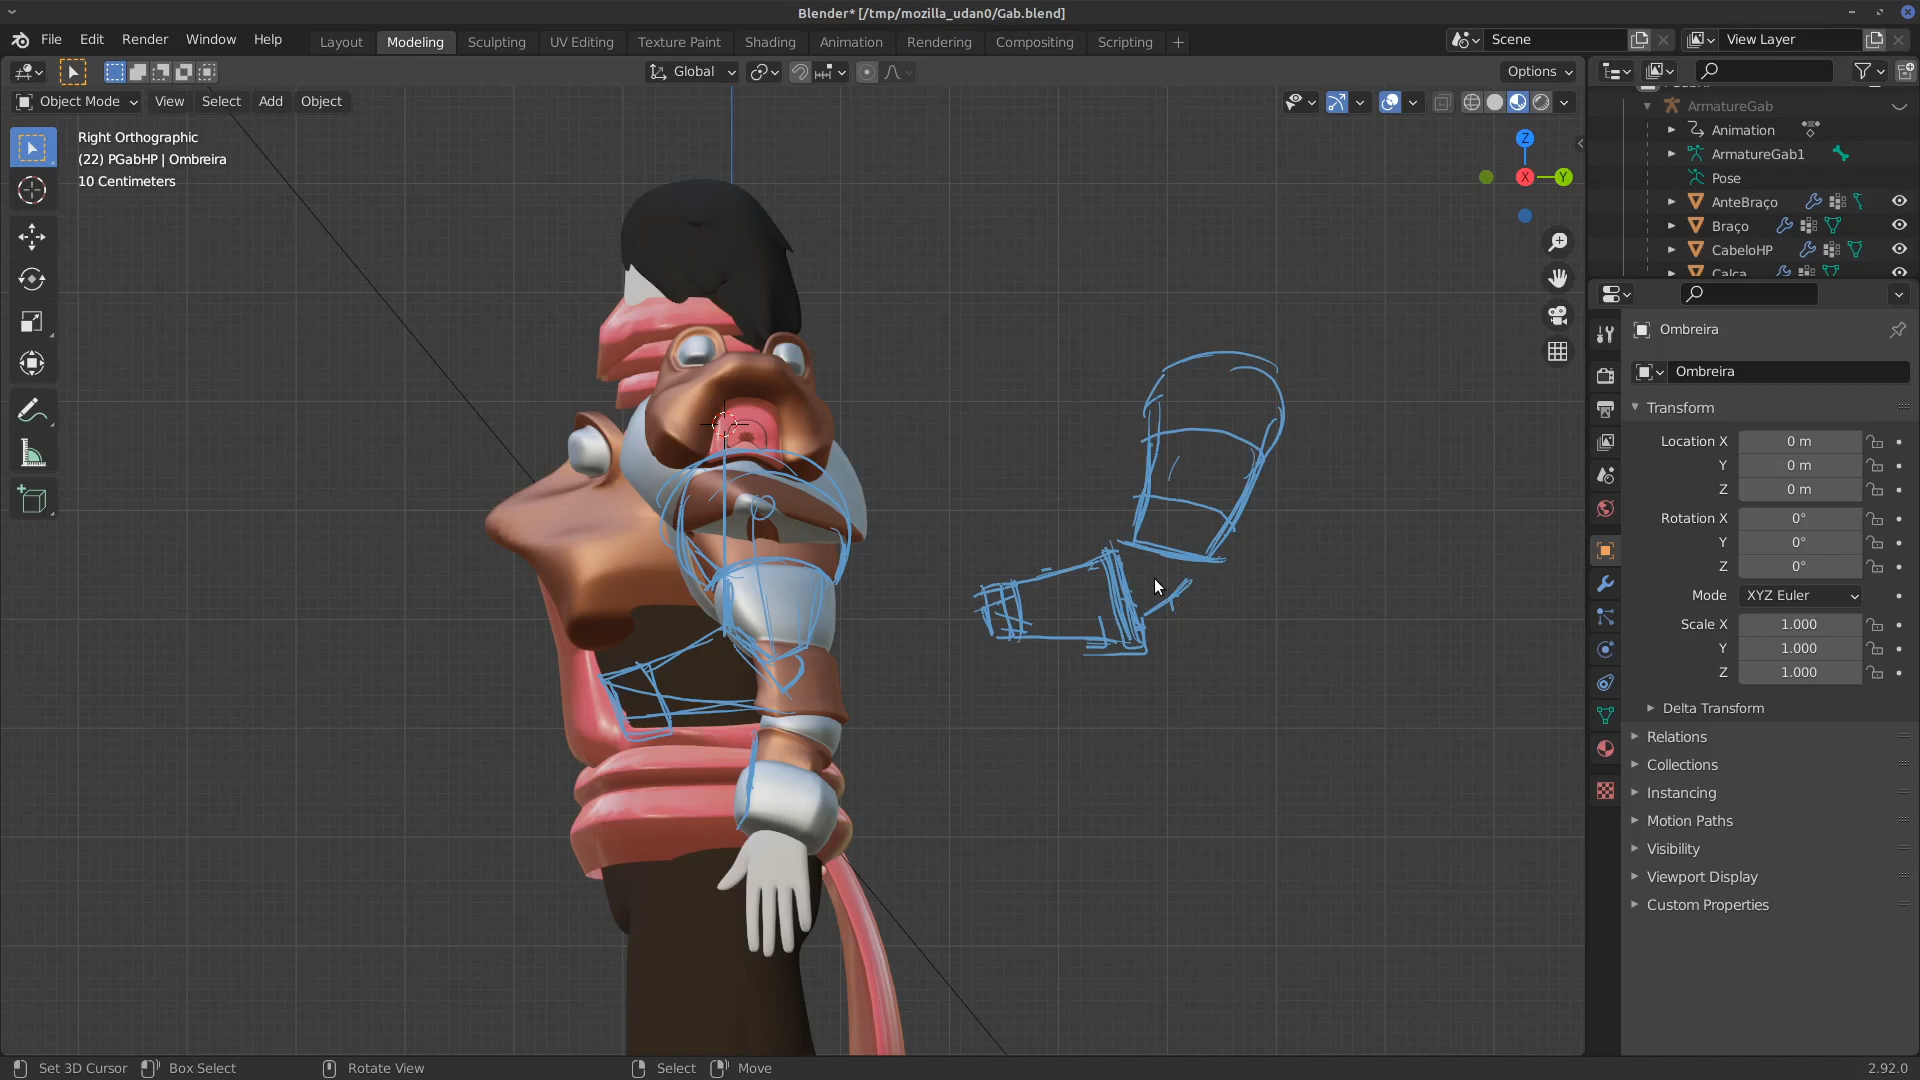 Blender* [/tmp/mozilla_udan0/Gab.blend]
File Edit Render Window Help
Layout Modeling Sculpting UV Editing Texture Paint Shading Animation Rendering Compositing Scripting
Scene
View Layer
Global
Options
Object Mode View Select Add Object
Right Orthographic
(22) PGabHP | Ombreira
10 Centimeters
Z
X
Y
ArmatureGab
Animation
ArmatureGab1
Pose
AnteBraço
Braço
CabeloHP
Calça
Ombreira
Ombreira
Transform
Location X 0 m
Y 0 m
Z 0 m
Rotation X 0°
Y 0°
Z 0°
Mode XYZ Euler
Scale X 1.000
Y 1.000
Z 1.000
Delta Transform
Relations
Collections
Instancing
Motion Paths
Visibility
Viewport Display
Custom Properties
Set 3D Cursor Box Select Rotate View Select Move 2.92.0